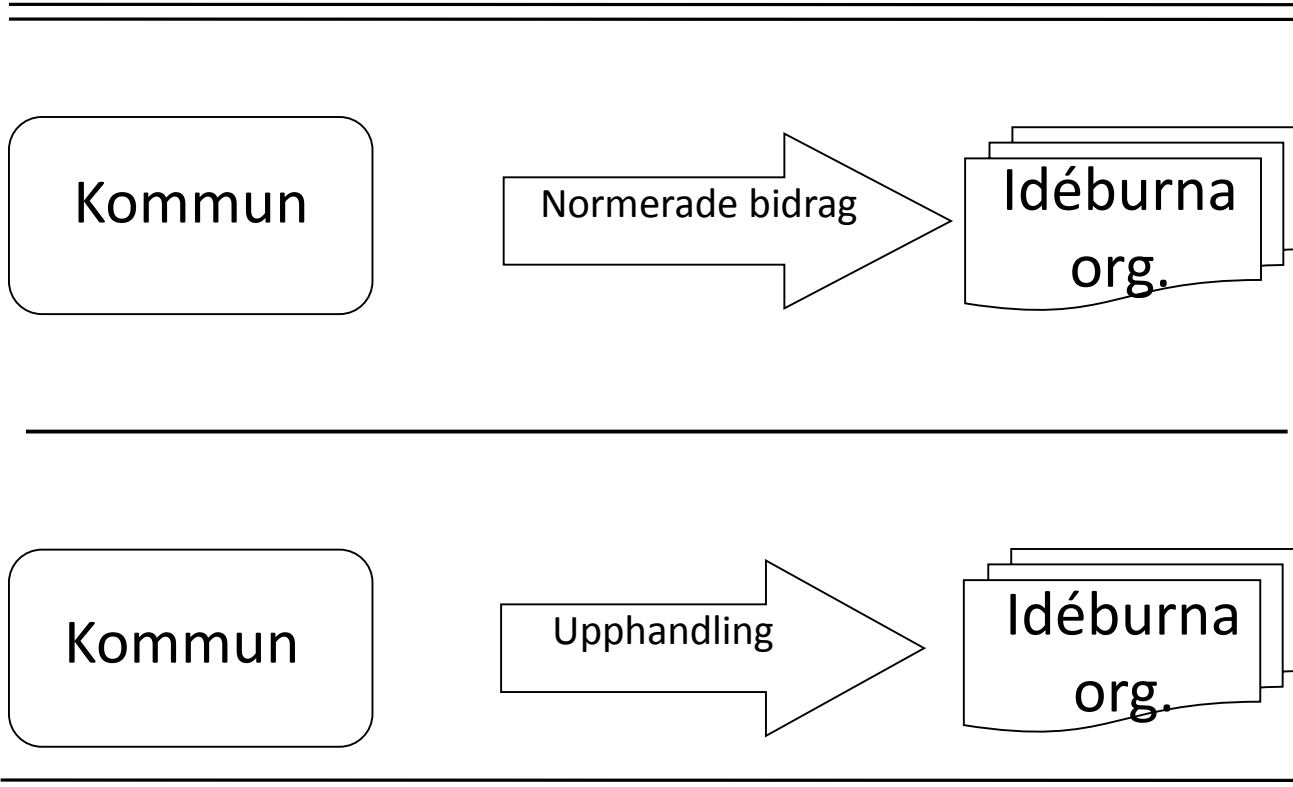 Kommun
Normerade bidrag
Idéburna
org.
Kommun
Upphandling
Idéburna
org.